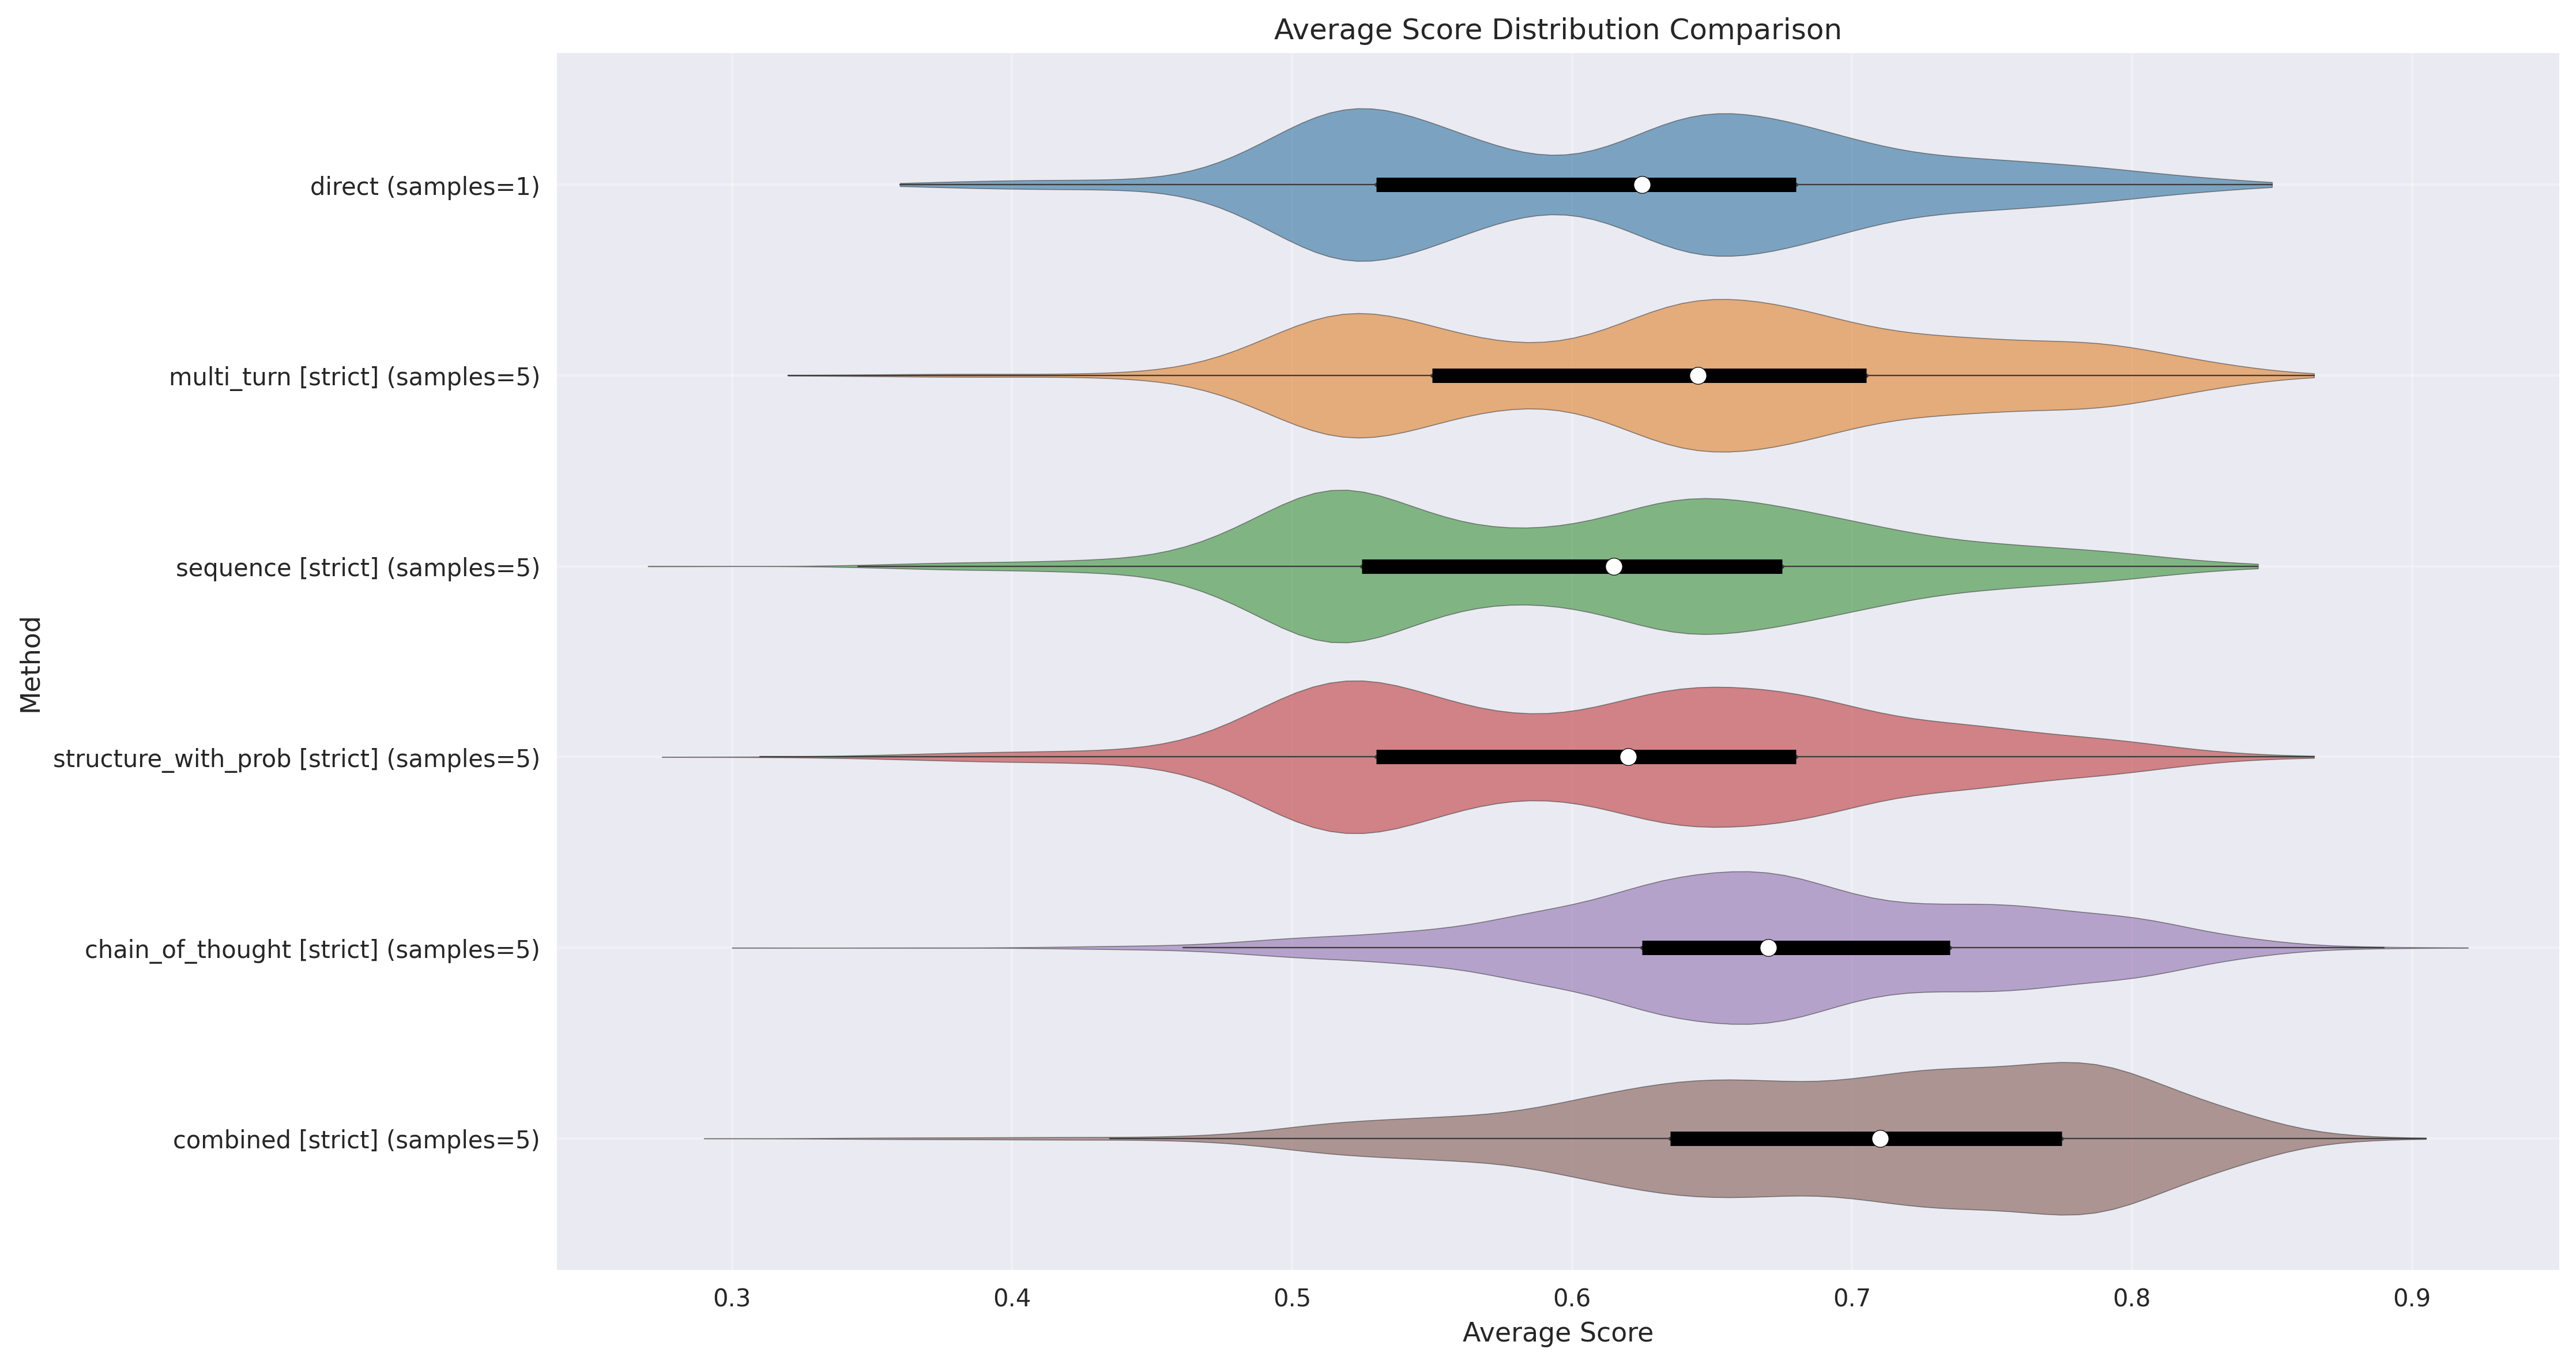 Average Score Distribution Comparison
Method
direct (samples=1)
multi_turn [strict] (samples=5)
sequence [strict] (samples=5)
structure_with_prob [strict] (samples=5)
chain_of_thought [strict] (samples=5)
combined [strict] (samples=5)
0.3 0.4 0.5 0.6 0.7 0.8 0.9
Average Score